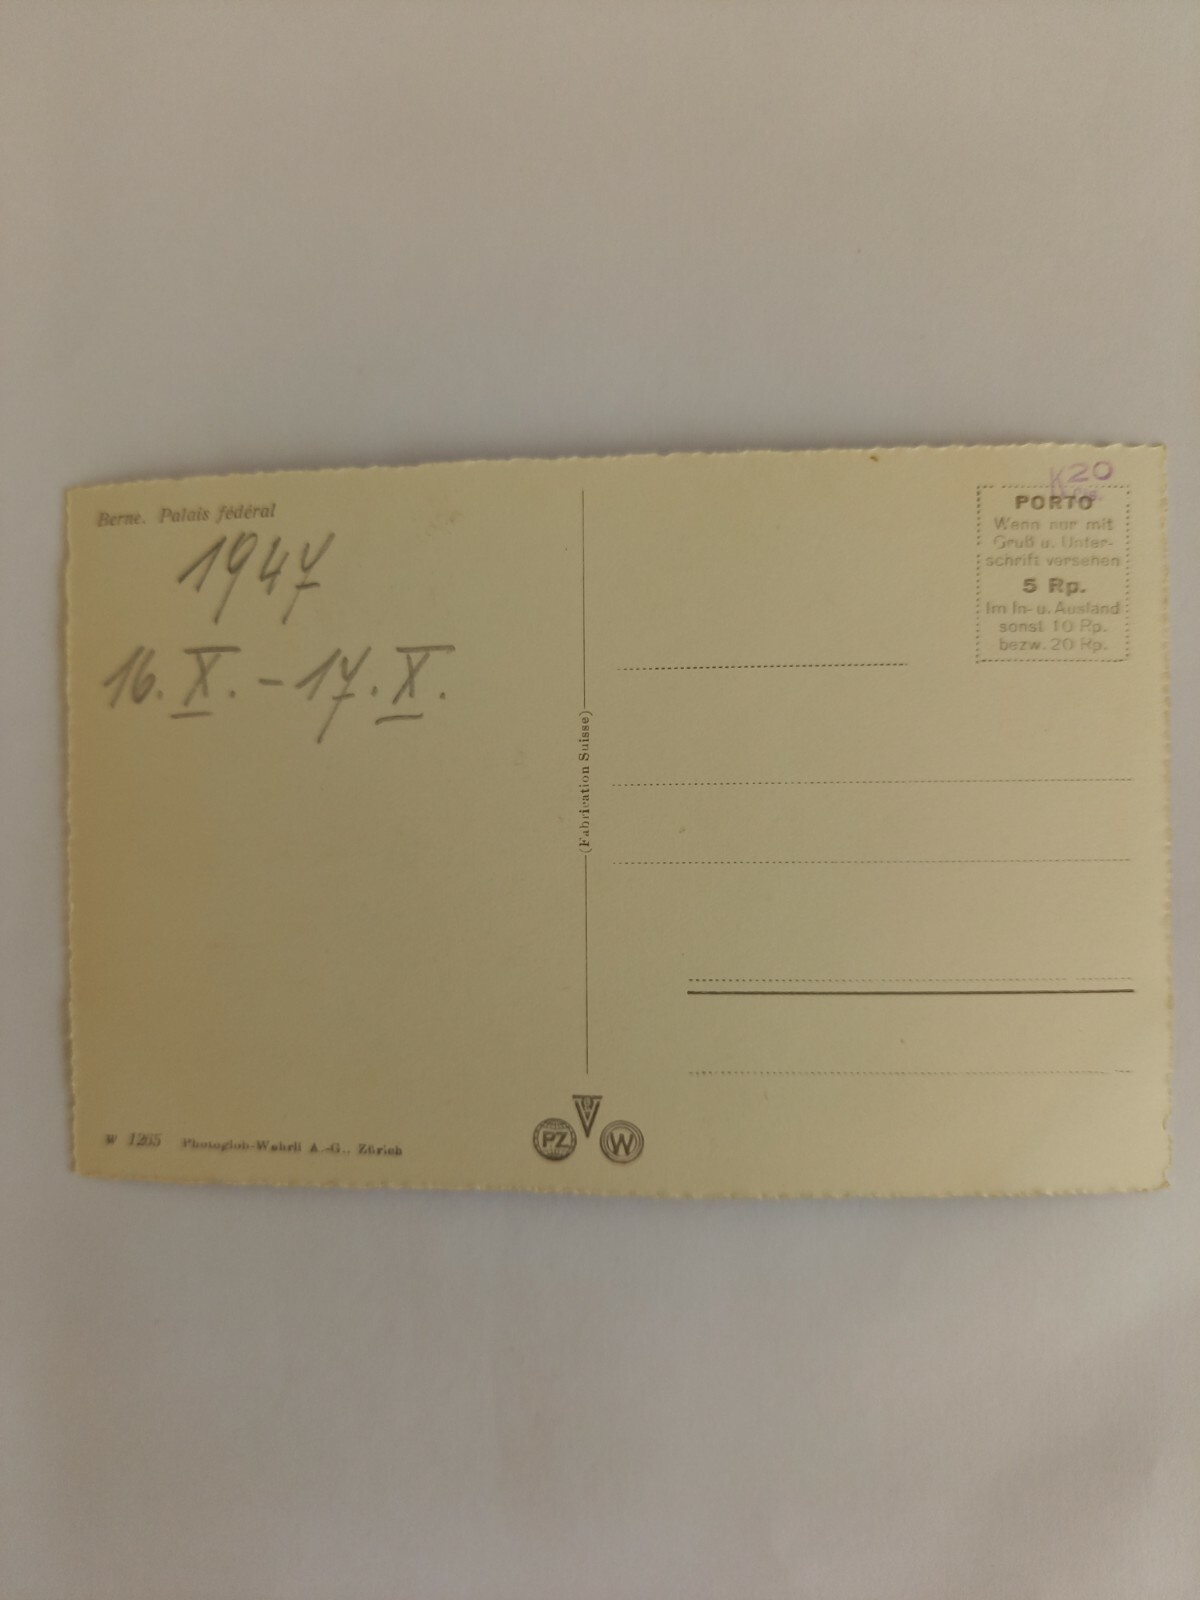 Berne. Palais fédéral
1947
16. X. – 17. X.
W 1265 Photoglob-Wehrli A.-G., Zürich
(Fabrication Suisse)
PZ
V
W
K20
PORTO
Wenn nur mit
Gruß u. Unter-
schrift versehen
5 Rp.
im In- u. Ausland
sonst 10 Rp.
bezw. 20 Rp.